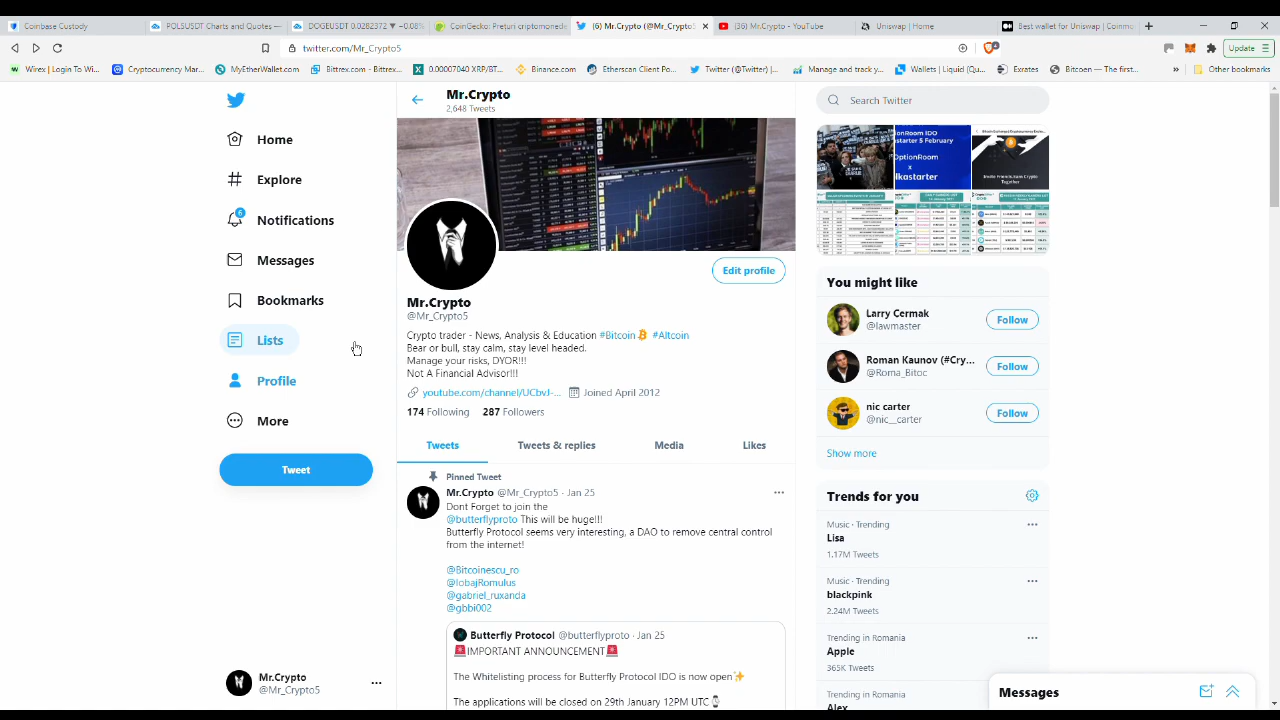 Coinbase Custody
POLSUSDT Charts and Quotes —
DOGEUSDT 0.0282372 ▼ +0.08%
CoinGecko: Prețuri criptomonede
(6) Mr.Crypto (@Mr_Crypto5)
(36) Mr.Crypto - YouTube
Uniswap | Home
Best wallet for Uniswap | Coinmo
twitter.com/Mr_Crypto5
Update
Wirex | Login To Wi...
Cryptocurrency Mar...
MyEtherWallet.com
Bittrex.com - Bittrex...
0.00007040 XRP/BT...
Binance.com
Etherscan Client Po...
Twitter (@Twitter) |...
Manage and track y...
Wallets | Liquid (Qu...
Exrates
Bitcoen — The first...
Other bookmarks
Home
Explore
6
Notifications
Messages
Bookmarks
Lists
Profile
More
Tweet
Mr.Crypto
@Mr_Crypto5
Mr.Crypto
2,648 Tweets
Edit profile
Mr.Crypto
@Mr_Crypto5
Crypto trader - News, Analysis & Education #Bitcoin #Altcoin
Bear or bull, stay calm, stay level headed.
Manage your risks, DYOR!!!
Not A Financial Advisor!!!
youtube.com/channel/UCbvJ-... Joined April 2012
174 Following 287 Followers
Tweets
Tweets & replies
Media
Likes
Pinned Tweet
Mr.Crypto @Mr_Crypto5 · Jan 25
Dont Forget to join the
@butterflyproto This will be huge!!!
Butterfly Protocol seems very interesting, a DAO to remove central control
from the internet!
@Bitcoinescu_ro
@IobajRomulus
@gabriel_ruxanda
@gbbi002
Butterfly Protocol @butterflyproto · Jan 25
🚨IMPORTANT ANNOUNCEMENT🚨
The Whitelisting process for Butterfly Protocol IDO is now open✨
The applications will be closed on 29th January 12PM UTC
Search Twitter
OptionRoom
x
Invite Friends, Earn Crypto
Together
You might like
Larry Cermak
@lawmaster
Follow
Roman Kaunov (#Cry...
@Roma_Bitoc
Follow
nic carter
@nic__carter
Follow
Show more
Trends for you
Music · Trending
Lisa
1.17M Tweets
Music · Trending
blackpink
2.24M Tweets
Trending in Romania
Apple
365K Tweets
Trending in Romania
Alex
Messages